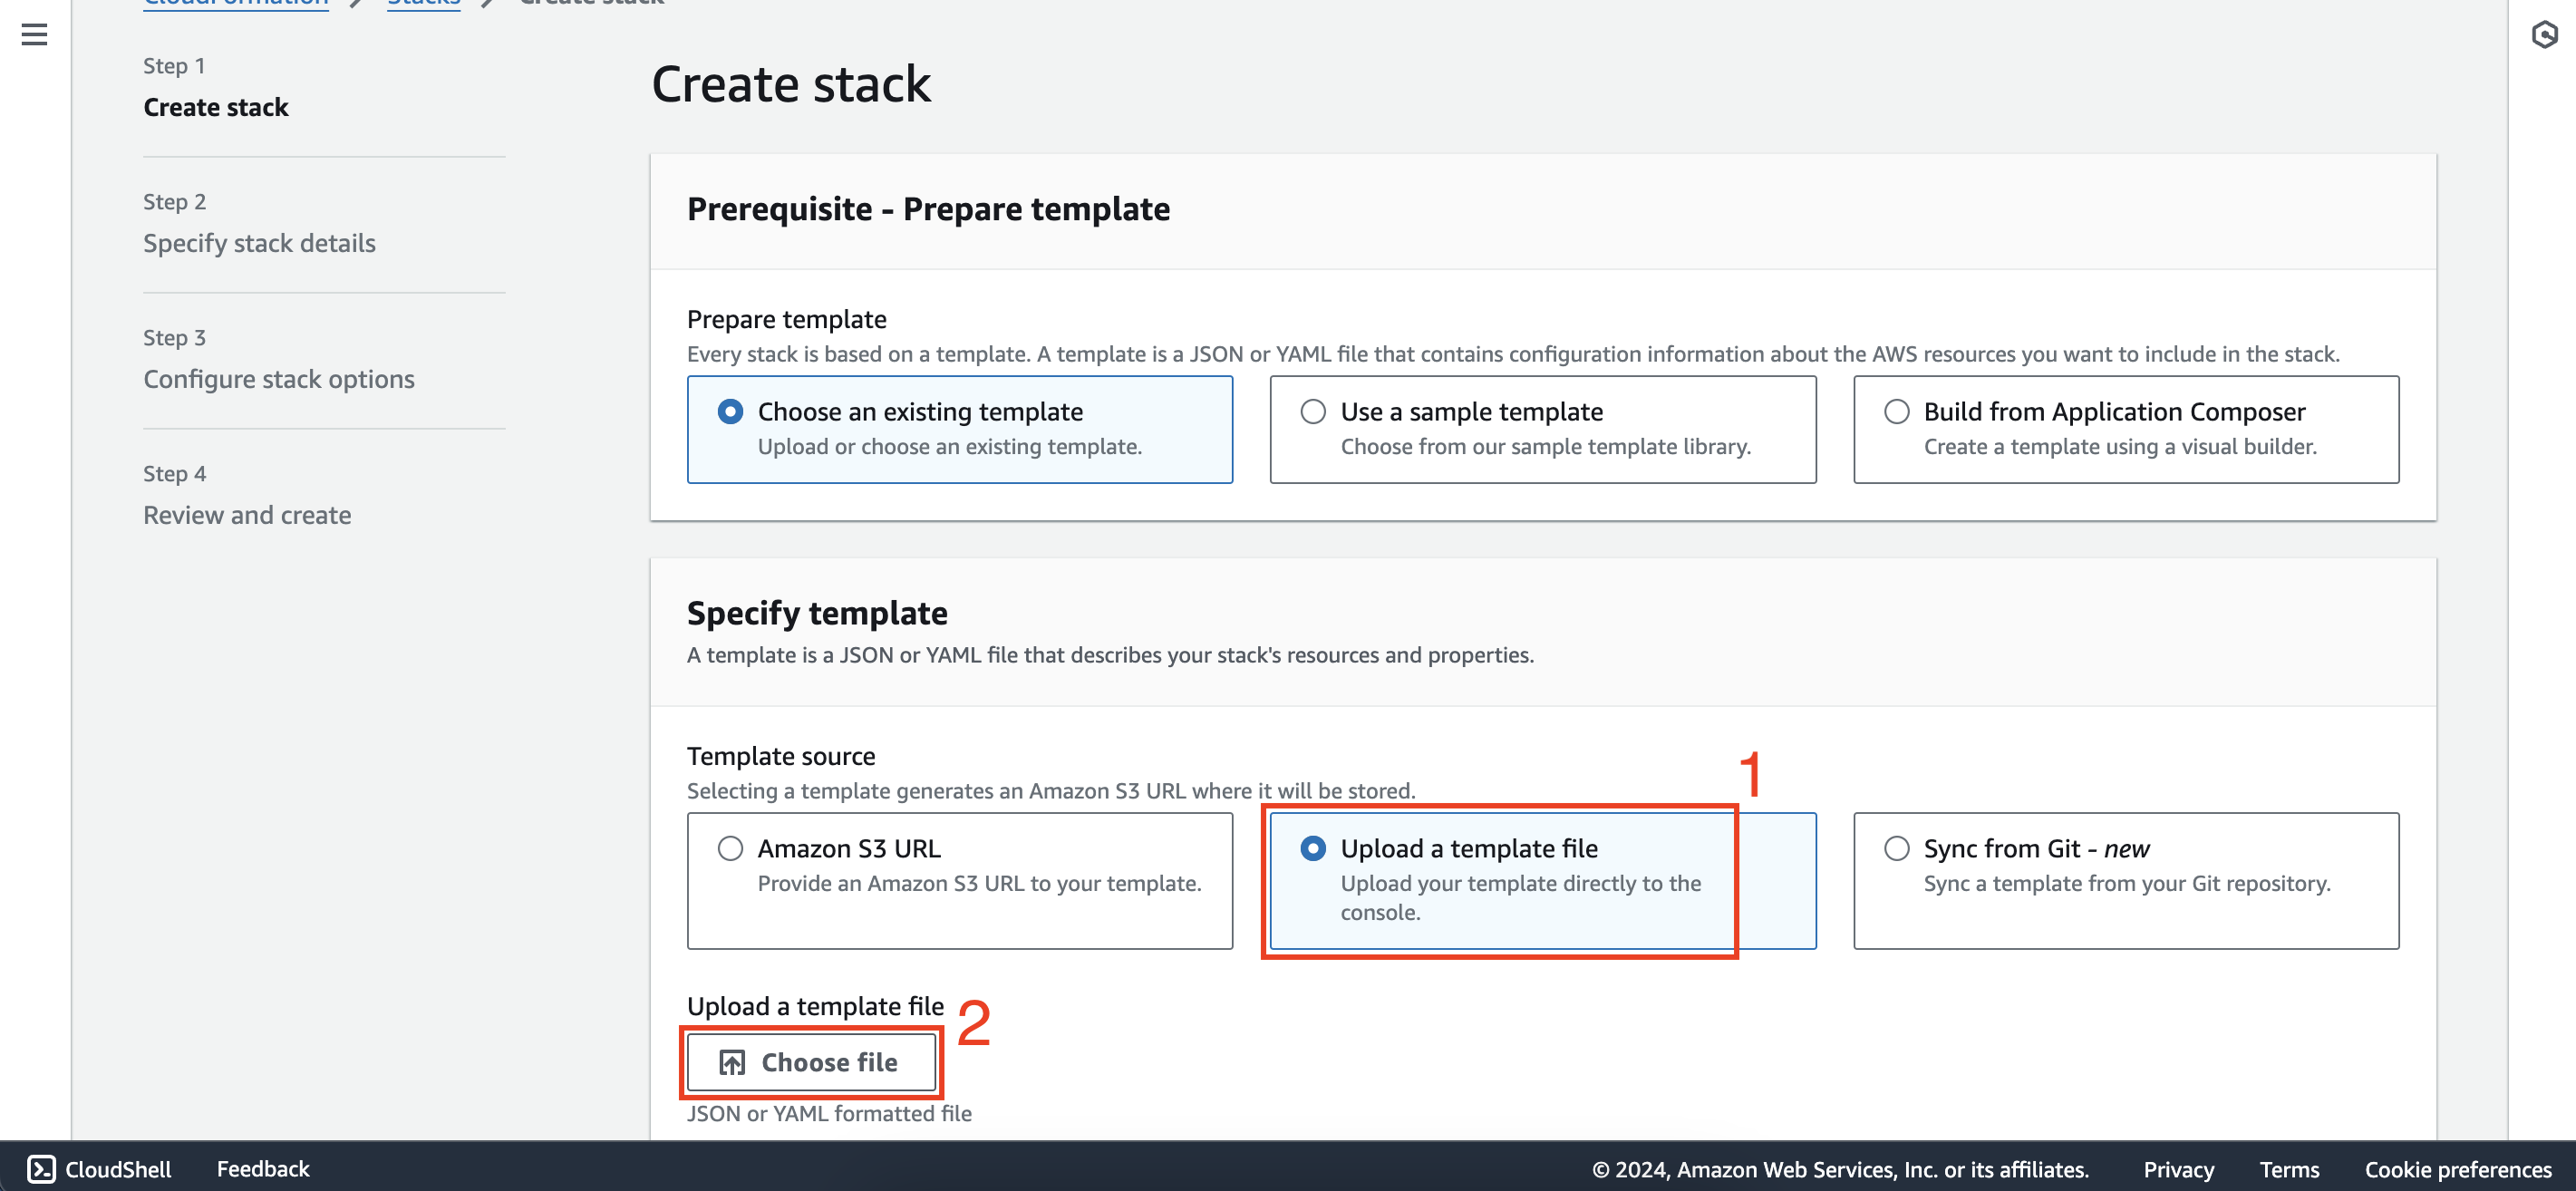 CloudFormation > Stacks > Create stack
Step 1
Create stack
Step 2
Specify stack details
Step 3
Configure stack options
Step 4
Review and create
Create stack
Prerequisite - Prepare template
Prepare template
Every stack is based on a template. A template is a JSON or YAML file that contains configuration information about the AWS resources you want to include in the stack.
Choose an existing template
Upload or choose an existing template.
Use a sample template
Choose from our sample template library.
Build from Application Composer
Create a template using a visual builder.
Specify template
A template is a JSON or YAML file that describes your stack's resources and properties.
Template source
Selecting a template generates an Amazon S3 URL where it will be stored.
1
Amazon S3 URL
Provide an Amazon S3 URL to your template.
Upload a template file
Upload your template directly to the
console.
Sync from Git - new
Sync a template from your Git repository.
Upload a template file
2
Choose file
JSON or YAML formatted file
CloudShell
Feedback
© 2024, Amazon Web Services, Inc. or its affiliates.
Privacy
Terms
Cookie preferences